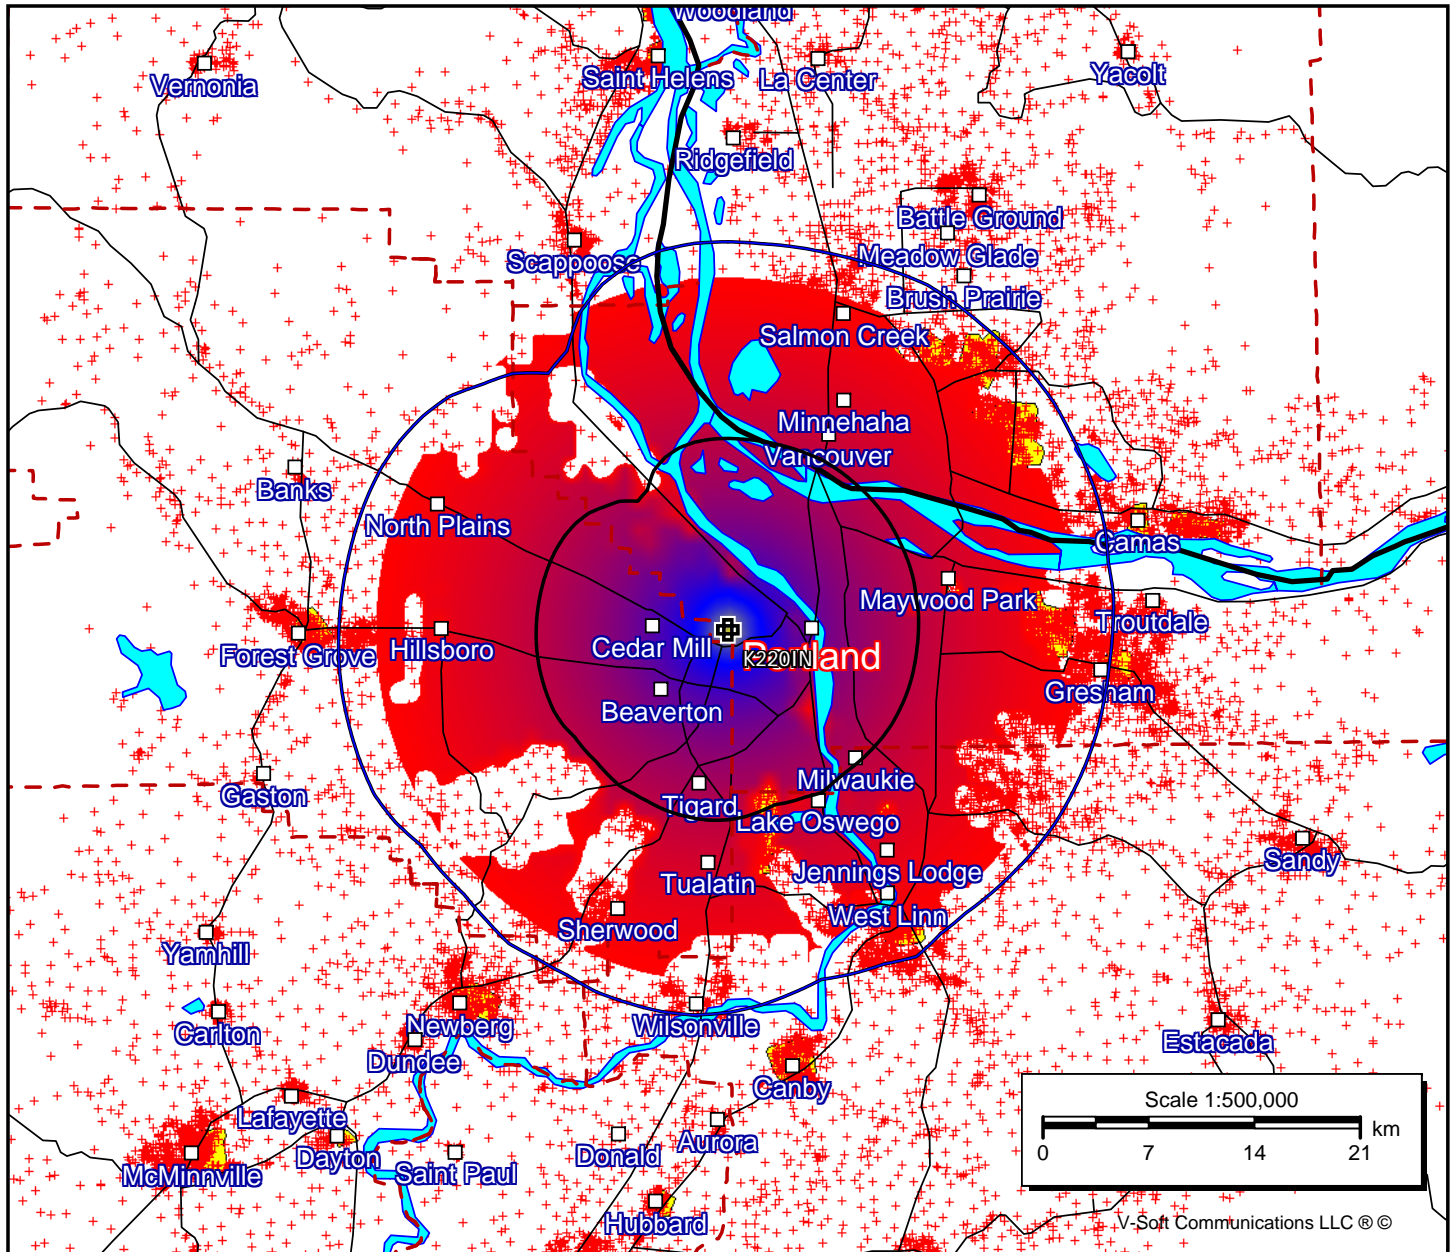 Woodland
Vernonia
Saint Helens
La Center
Yacolt
Ridgefield
Battle Ground
Meadow Glade
Scappoose
Brush Prairie
Salmon Creek
Minnehaha
Vancouver
Banks
North Plains
Camas
Maywood Park
Troutdale
Cedar Mill
Forest Grove
Hillsboro
Portland
K220IN
Gresham
Beaverton
Milwaukie
Gaston
Tigard
Lake Oswego
Sandy
Jennings Lodge
Tualatin
West Linn
Sherwood
Yamhill
Newberg
Wilsonville
Carlton
Estacada
Dundee
Canby
Lafayette
Aurora
Donald
Dayton
Saint Paul
McMinnville
Hubbard
Scale 1:500,000
km
0 7 14 21
V-Soft Communications LLC ® ©